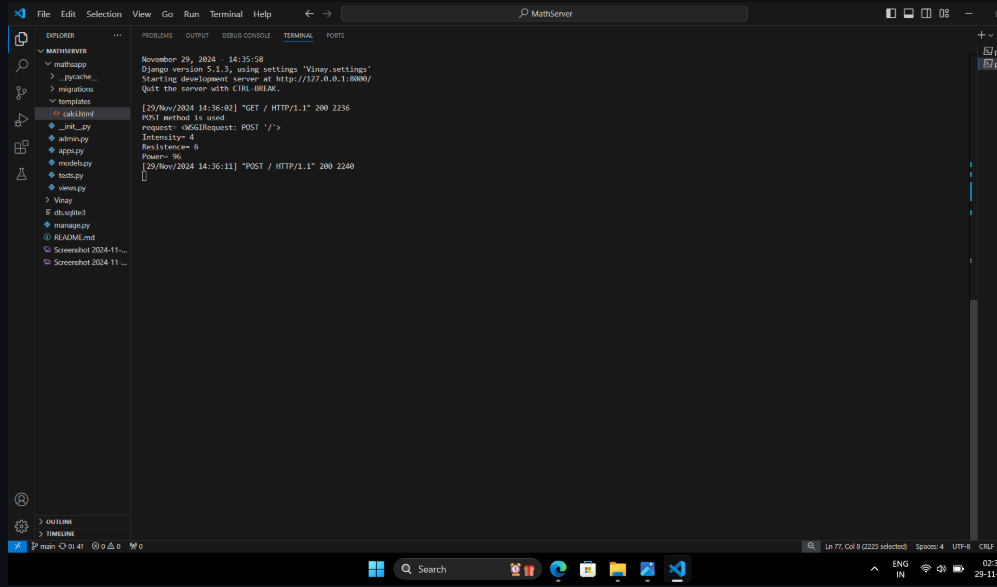 File Edit Selection View Go Run Terminal Help
MathServer
EXPLORER
PROBLEMS OUTPUT DEBUG CONSOLE TERMINAL PORTS
MATHSERVER
mathsapp
__pycache__
migrations
templates
calci.html
__init__.py
admin.py
apps.py
models.py
tests.py
views.py
Vinay
db.sqlite3
manage.py
README.md
Screenshot 2024-11-...
Screenshot 2024-11-...
November 29, 2024 - 14:35:58
Django version 5.1.3, using settings 'Vinay.settings'
Starting development server at http://127.0.0.1:8000/
Quit the server with CTRL-BREAK.
[29/Nov/2024 14:36:02] "GET / HTTP/1.1" 200 2236
POST method is used
request= <WSGIRequest: POST '/'>
Intensity= 4
Resistence= 6
Power= 96
[29/Nov/2024 14:36:11] "POST / HTTP/1.1" 200 2240
OUTLINE
TIMELINE
main 0↓ 4↑ 0 0 0
Ln 77, Col 8 (2225 selected) Spaces: 4 UTF-8 CRLF
Search
ENG
IN
02:3
29-11